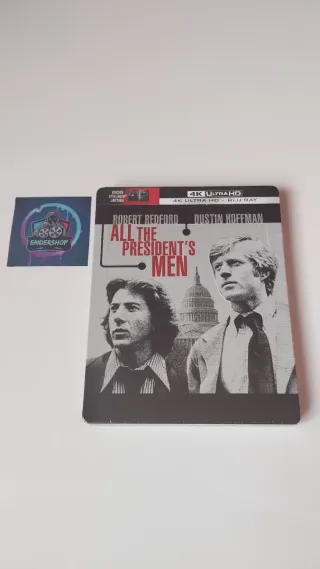 4K ULTRA HD
4K ULTRA HD + BLU-RAY
ROBERT REDFORD DUSTIN HOFFMAN
ALL THE
PRESIDENT'S
MEN
ENDERSHOP